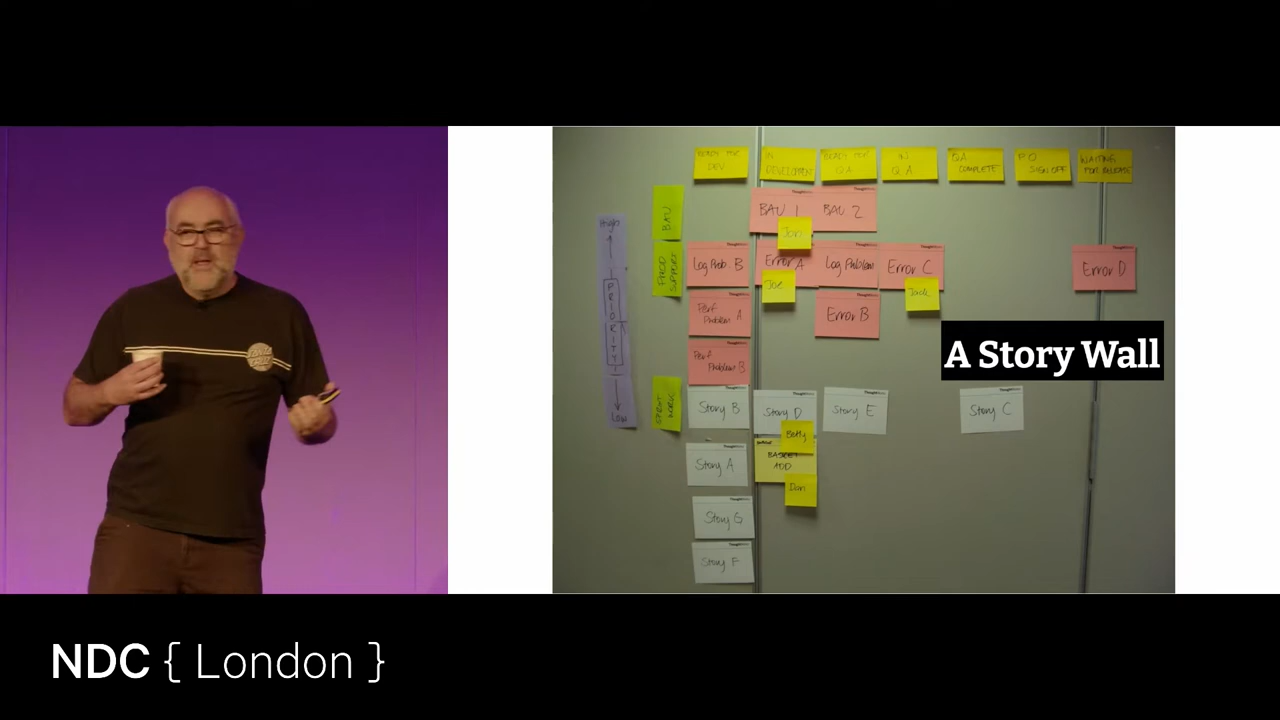 READY FOR
DEV
IN
DEVELOPMENT
READY FOR
QA
IN
QA
QA
COMPLETE
PO
SIGN OFF
WAITING
FOR RELEASE
High
PRIORITY
LOW
BAU
PROD
SUPPORT
SPRINT
WORK
BAU 1
BAU 2
Jon
Log Prob. B
Error A
Log Problem
Error C
Error D
Joe
Jack
Perf
Problem A
Error B
Perf
Problem B
A Story Wall
Story B
Story D
Story E
Story C
Betty
Story A
BASKET
ADD
Dan
Story G
Story F
NDC { London }